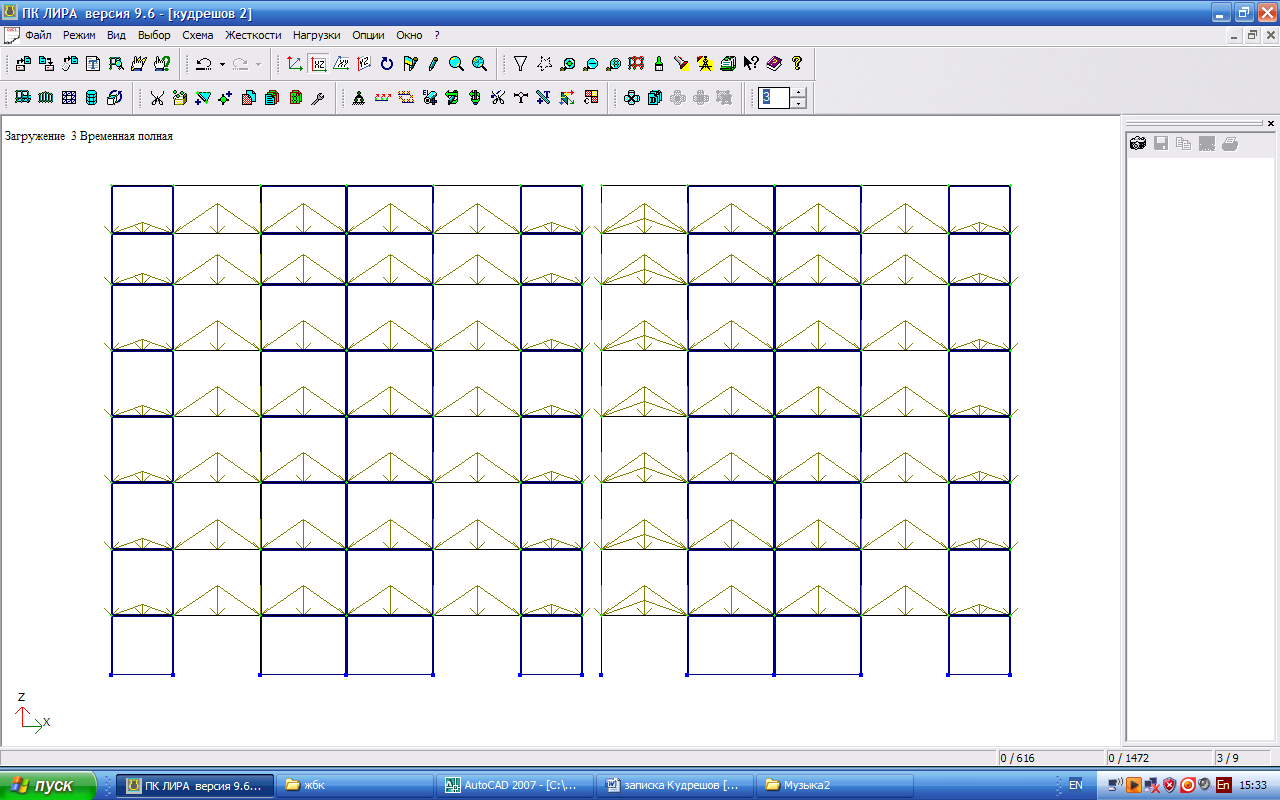 ПК ЛИРА версия 9.6 - [кудрешов 2]
Файл Режим Вид Выбор Схема Жесткости Нагрузки Опции Окно ?
3
Загружение 3 Временная полная
Z
X
0 / 616 0 / 1472 3 / 9
пуск ПК ЛИРА версия 9.6... жбк AutoCAD 2007 - [C:\... записка Кудрешов [... Музыка2 EN En 15:33